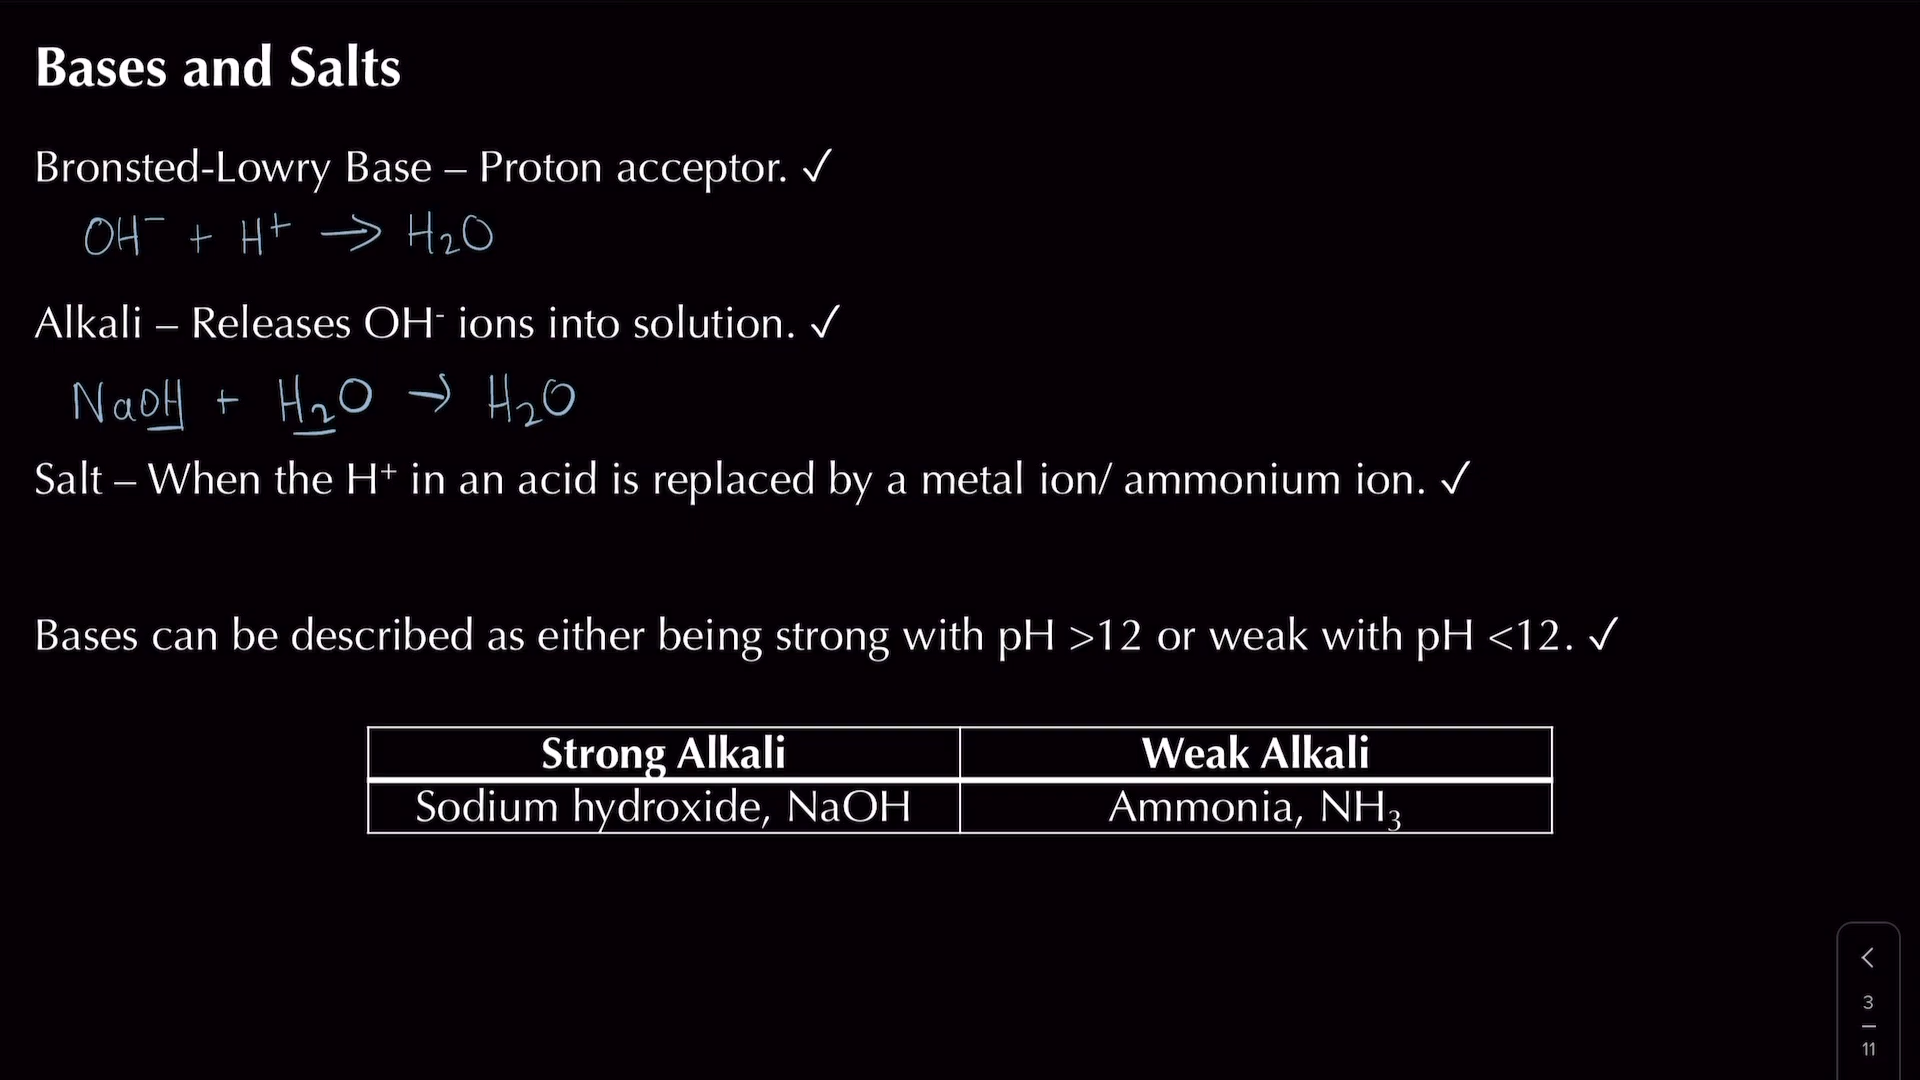 Bases and Salts
Bronsted-Lowry Base – Proton acceptor. ✓
OH⁻ + H⁺ → H₂O
Alkali – Releases OH⁻ ions into solution. ✓
NaOH + H₂O → H₂O
Salt – When the H⁺ in an acid is replaced by a metal ion/ ammonium ion. ✓
Bases can be described as either being strong with pH >12 or weak with pH <12. ✓
Strong Alkali Weak Alkali
Sodium hydroxide, NaOH Ammonia, NH₃
3
11